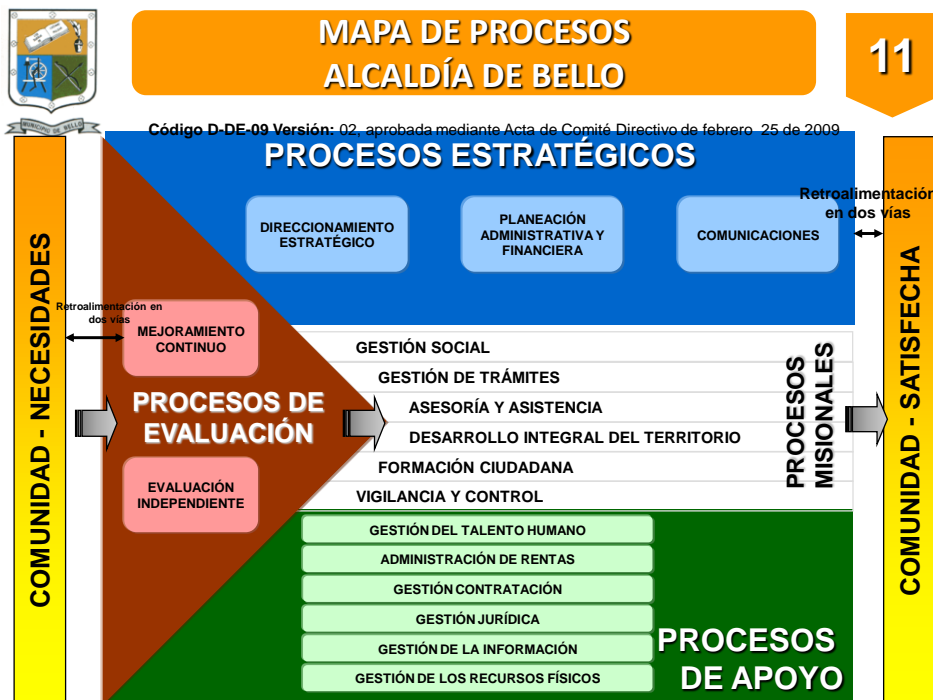 MAPA DE PROCESOS
ALCALDÍA DE BELLO
11
MUNICIPIO DE BELLO
Código D-DE-09 Versión: 02, aprobada mediante Acta de Comité Directivo de febrero 25 de 2009
PROCESOS ESTRATÉGICOS
DIRECCIONAMIENTO
ESTRATÉGICO
PLANEACIÓN
ADMINISTRATIVA Y
FINANCIERA
COMUNICACIONES
Retroalimentación
en dos vías
COMUNIDAD - NECESIDADES
Retroalimentación en
dos vías
MEJORAMIENTO
CONTINUO
PROCESOS DE
EVALUACIÓN
EVALUACIÓN
INDEPENDIENTE
GESTIÓN SOCIAL
GESTIÓN DE TRÁMITES
ASESORÍA Y ASISTENCIA
DESARROLLO INTEGRAL DEL TERRITORIO
FORMACIÓN CIUDADANA
VIGILANCIA Y CONTROL
PROCESOS
MISIONALES
COMUNIDAD - SATISFECHA
GESTIÓN DEL TALENTO HUMANO
ADMINISTRACIÓN DE RENTAS
GESTIÓN CONTRATACIÓN
GESTIÓN JURÍDICA
GESTIÓN DE LA INFORMACIÓN
GESTIÓN DE LOS RECURSOS FÍSICOS
PROCESOS
DE APOYO